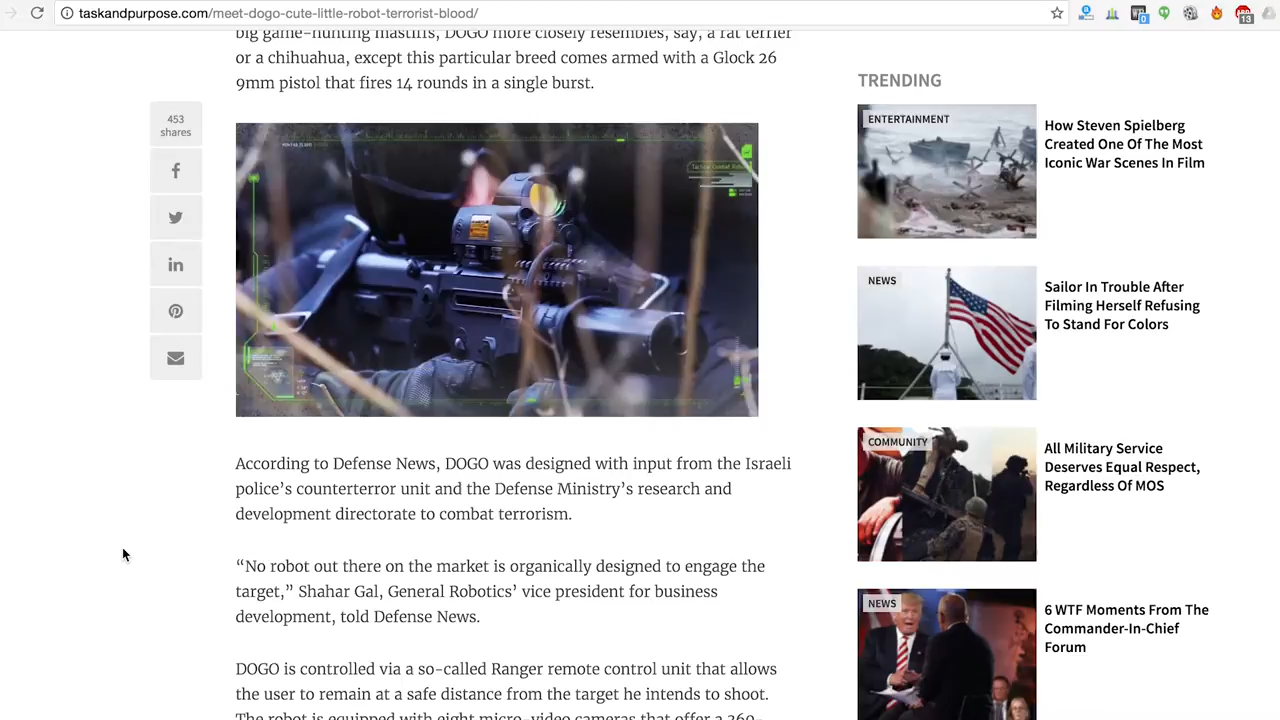 taskandpurpose.com/meet-dogo-cute-little-robot-terrorist-blood/
0
13
big game-hunting mastiffs, DOGO more closely resembles, say, a rat terrier
or a chihuahua, except this particular breed comes armed with a Glock 26
9mm pistol that fires 14 rounds in a single burst.
453
shares
Tactical Combat Robot
According to Defense News, DOGO was designed with input from the Israeli
police’s counterterror unit and the Defense Ministry’s research and
development directorate to combat terrorism.
“No robot out there on the market is organically designed to engage the
target,” Shahar Gal, General Robotics’ vice president for business
development, told Defense News.
DOGO is controlled via a so-called Ranger remote control unit that allows
the user to remain at a safe distance from the target he intends to shoot.
The robot is equipped with eight micro-video cameras that offer a 360-
TRENDING
ENTERTAINMENT
How Steven Spielberg
Created One Of The Most
Iconic War Scenes In Film
NEWS
Sailor In Trouble After
Filming Herself Refusing
To Stand For Colors
COMMUNITY
All Military Service
Deserves Equal Respect,
Regardless Of MOS
NEWS
6 WTF Moments From The
Commander-In-Chief
Forum